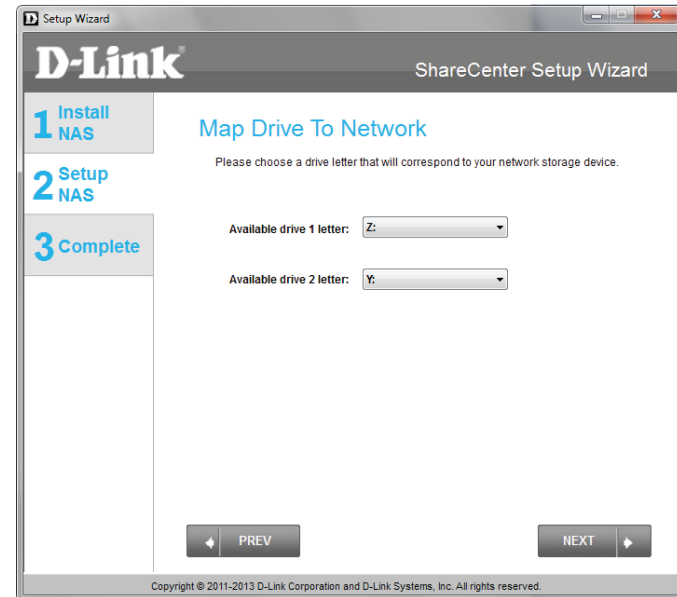 Setup Wizard
D-Link®
ShareCenter Setup Wizard
1 Install
NAS
2 Setup
NAS
3 Complete
Map Drive To Network
Please choose a drive letter that will correspond to your network storage device.
Available drive 1 letter: Z:
Available drive 2 letter: Y:
PREV
NEXT
Copyright © 2011-2013 D-Link Corporation and D-Link Systems, Inc. All rights reserved.